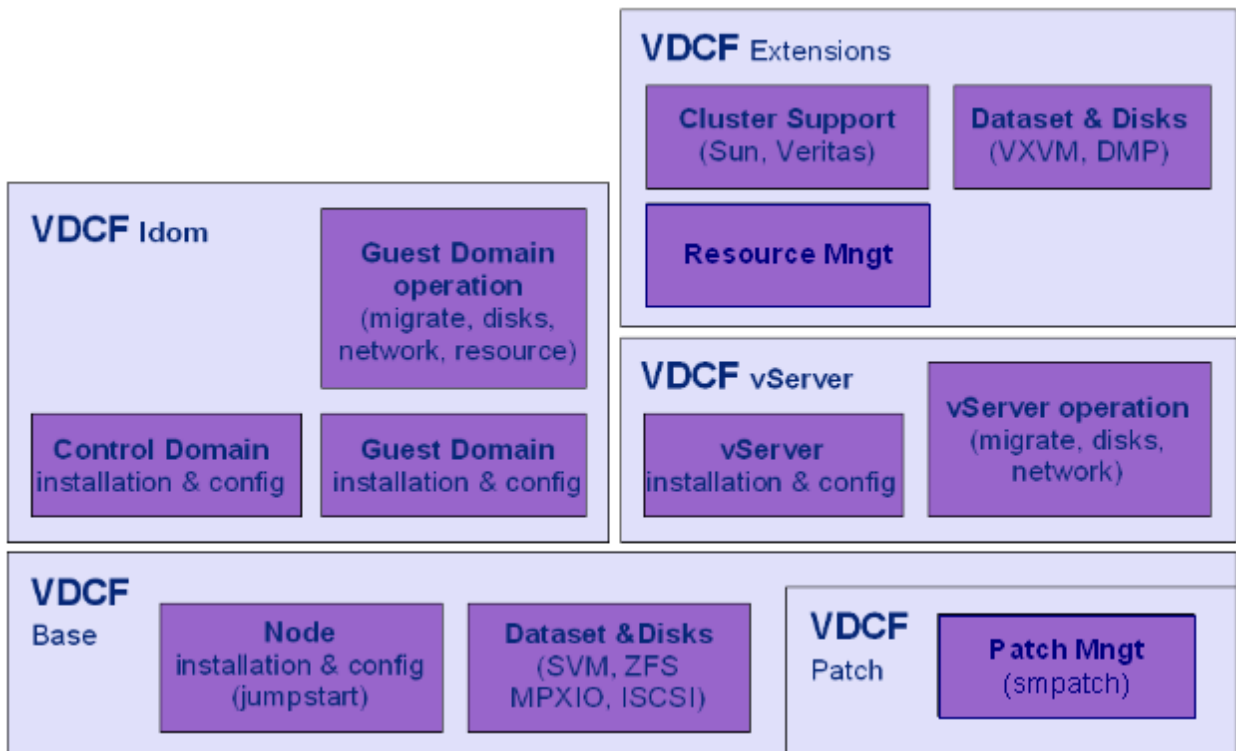 VDCF Extensions
Cluster Support
(Sun, Veritas)
Dataset & Disks
(VXVM, DMP)
Resource Mngt
VDCF ldom
Guest Domain
operation
(migrate, disks,
network, resource)
Control Domain
installation & config
Guest Domain
installation & config
VDCF vServer
vServer
installation & config
vServer operation
(migrate, disks,
network)
VDCF
Base
Node
installation & config
(jumpstart)
Dataset &Disks
(SVM, ZFS
MPXIO, ISCSI)
VDCF
Patch
Patch Mngt
(smpatch)